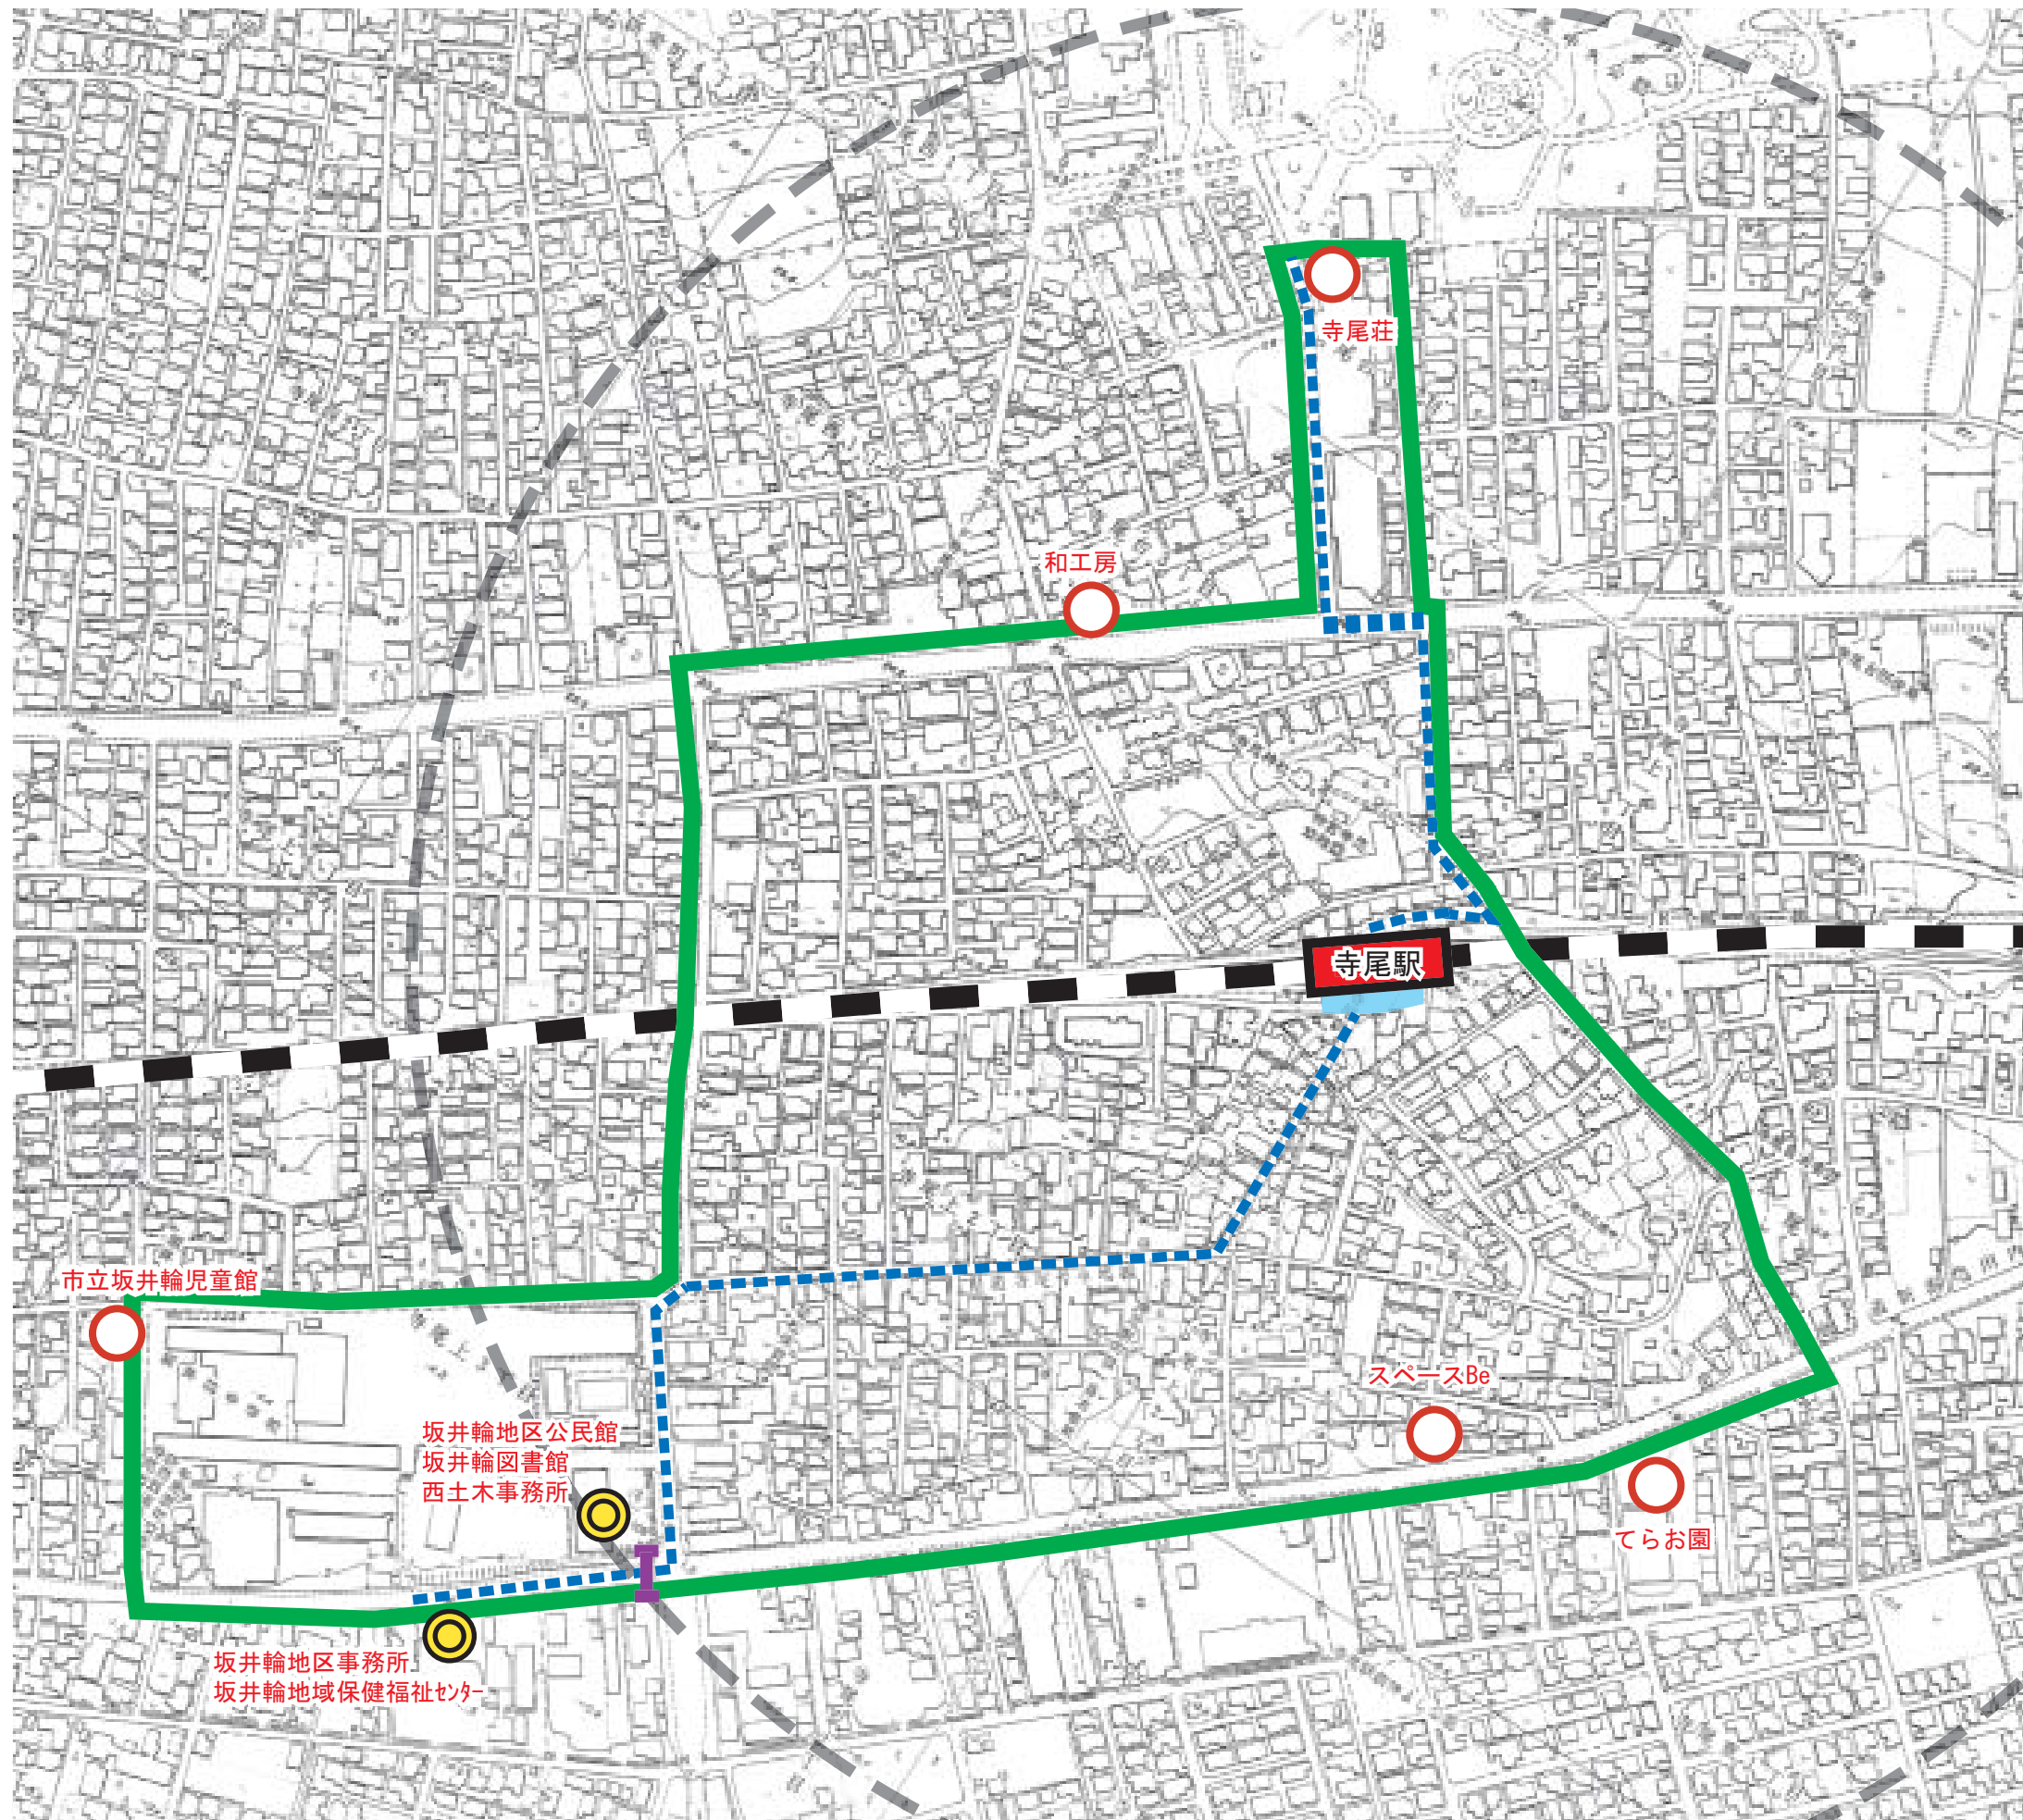 寺尾荘
和工房
寺尾駅
市立坂井輪児童館
スペースBe
坂井輪地区公民館
坂井輪図書館
西土木事務所
てらお園
坂井輪地区事務所
坂井輪地域保健福祉ｾﾝﾀｰ